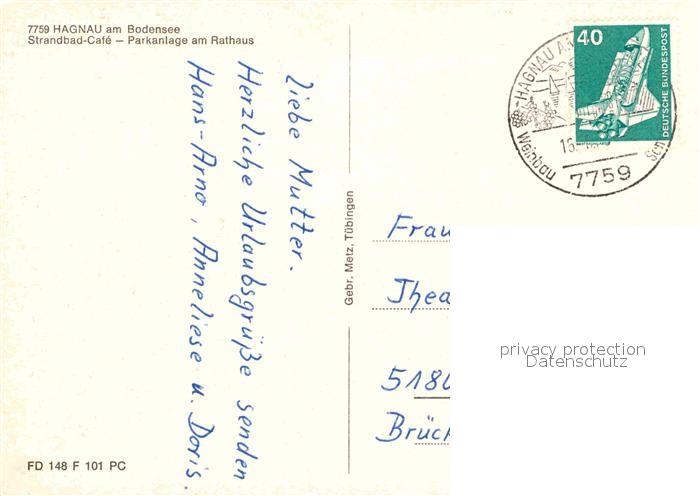 7759 HAGNAU am Bodensee
Strandbad-Café – Parkanlage am Rathaus
Liebe Mutter.
Herzliche Urlaubsgrüße senden
Hans-Arno, Anneliese u. Doris.
FD 148 F 101 PC
Gebr. Metz, Tübingen
40
DEUTSCHE BUNDESPOST
HAGNAU
Weinbau
7759
Frau
Thea
5180
Brück
privacy protection
Datenschutz